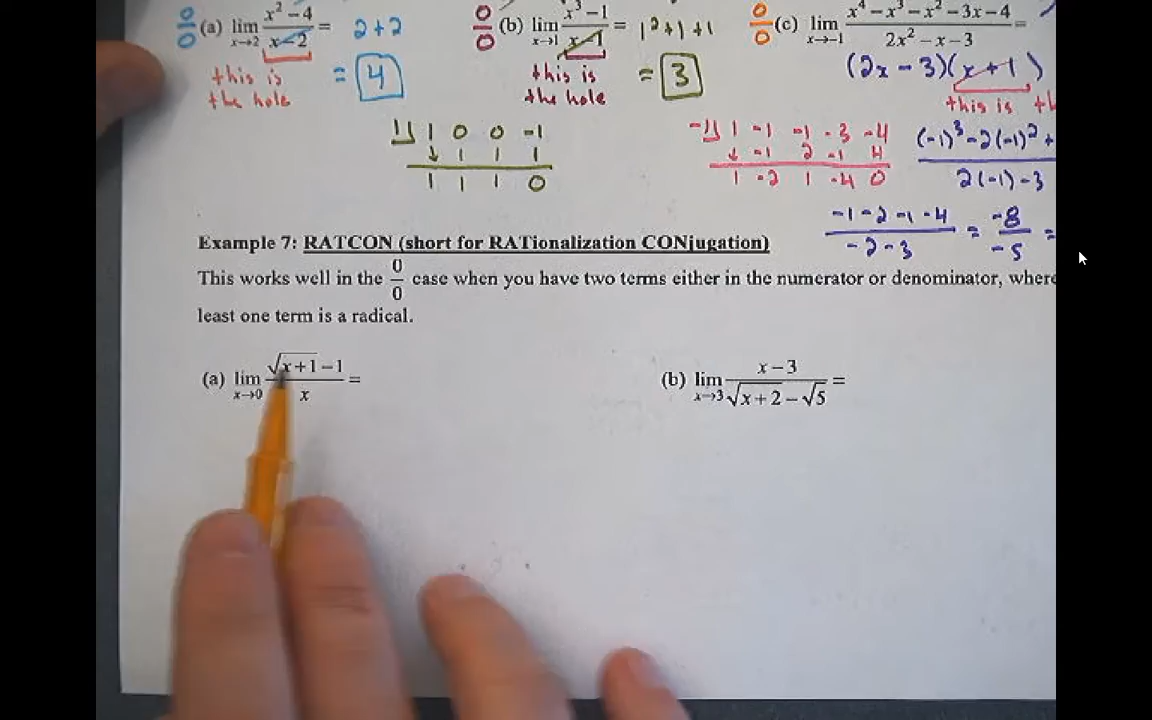 0/0 (a) lim x→2 (x² − 4)/(x − 2) = 2+2
this is the hole
= 4
0/0 (b) lim x→1 (x³ − 1)/(x − 1) = 1²+1+1
this is the hole
= 3
0/0 (c) lim x→−1 (x⁴ − x³ − x² − 3x − 4)/(2x² − x − 3) =
(2x − 3)(x + 1)
this is
1 | 1 0 0 -1
↓ 1 1 1
1 1 1 0
-1 | 1 -1 -1 -3 -4
↓ -1 2 -1 4
1 -2 1 -4 0
(-1)³ - 2(-1)² +
2(-1) - 3
(-1 - 2 - 1 - 4)/(-2 - 3) = -8/-5 =
Example 7: RATCON (short for RATionalization CONjugation)
This works well in the 0/0 case when you have two terms either in the numerator or denominator, where
least one term is a radical.
(a) lim x→0 (√(x+1) − 1)/x =
(b) lim x→3 (x − 3)/(√(x+2) − √5) =